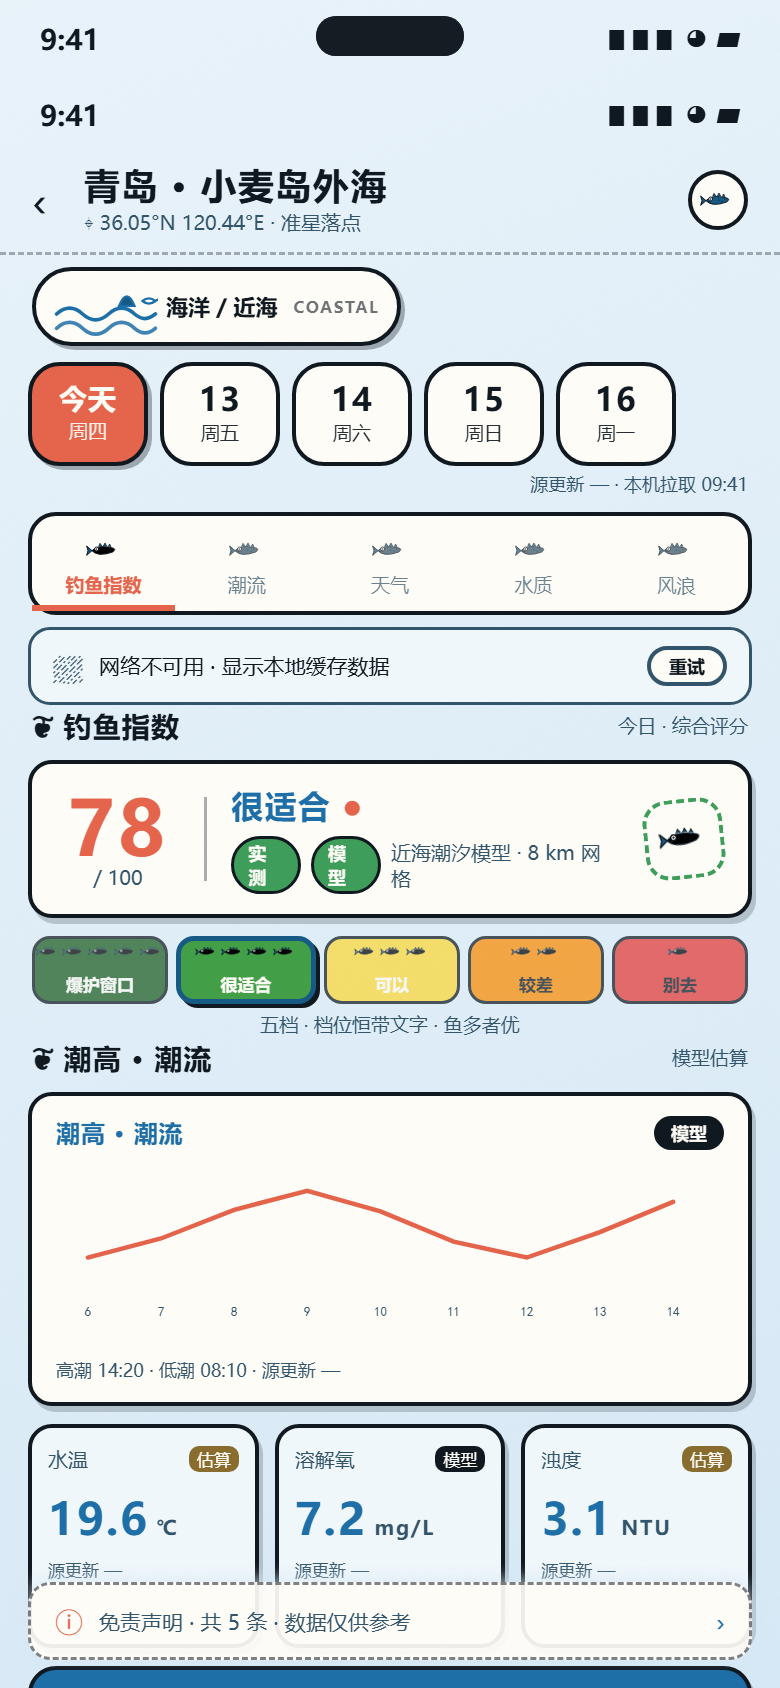 9:41
9:41
‹ 青岛 • 小麦岛外海
⌖ 36.05°N 120.44°E · 准星落点
海洋 / 近海 COASTAL
今天 13 14 15 16
周四 周五 周六 周日 周一
源更新 — · 本机拉取 09:41
钓鱼指数 潮流 天气 水质 风浪
网络不可用 · 显示本地缓存数据 重试
❦ 钓鱼指数 今日 · 综合评分
78
/ 100
很适合
实测 模型 近海潮汐模型 · 8 km 网
格
爆护窗口 很适合 可以 较差 别去
五档 · 档位恒带文字 · 鱼多者优
❦ 潮高 • 潮流 模型估算
潮高 • 潮流 模型
6 7 8 9 10 11 12 13 14
高潮 14:20 · 低潮 08:10 · 源更新 —
水温 估算 溶解氧 模型 浊度 估算
19.6 ℃ 7.2 mg/L 3.1 NTU
源更新 — 源更新 — 源更新 —
ⓘ 免责声明 · 共 5 条 · 数据仅供参考 ›